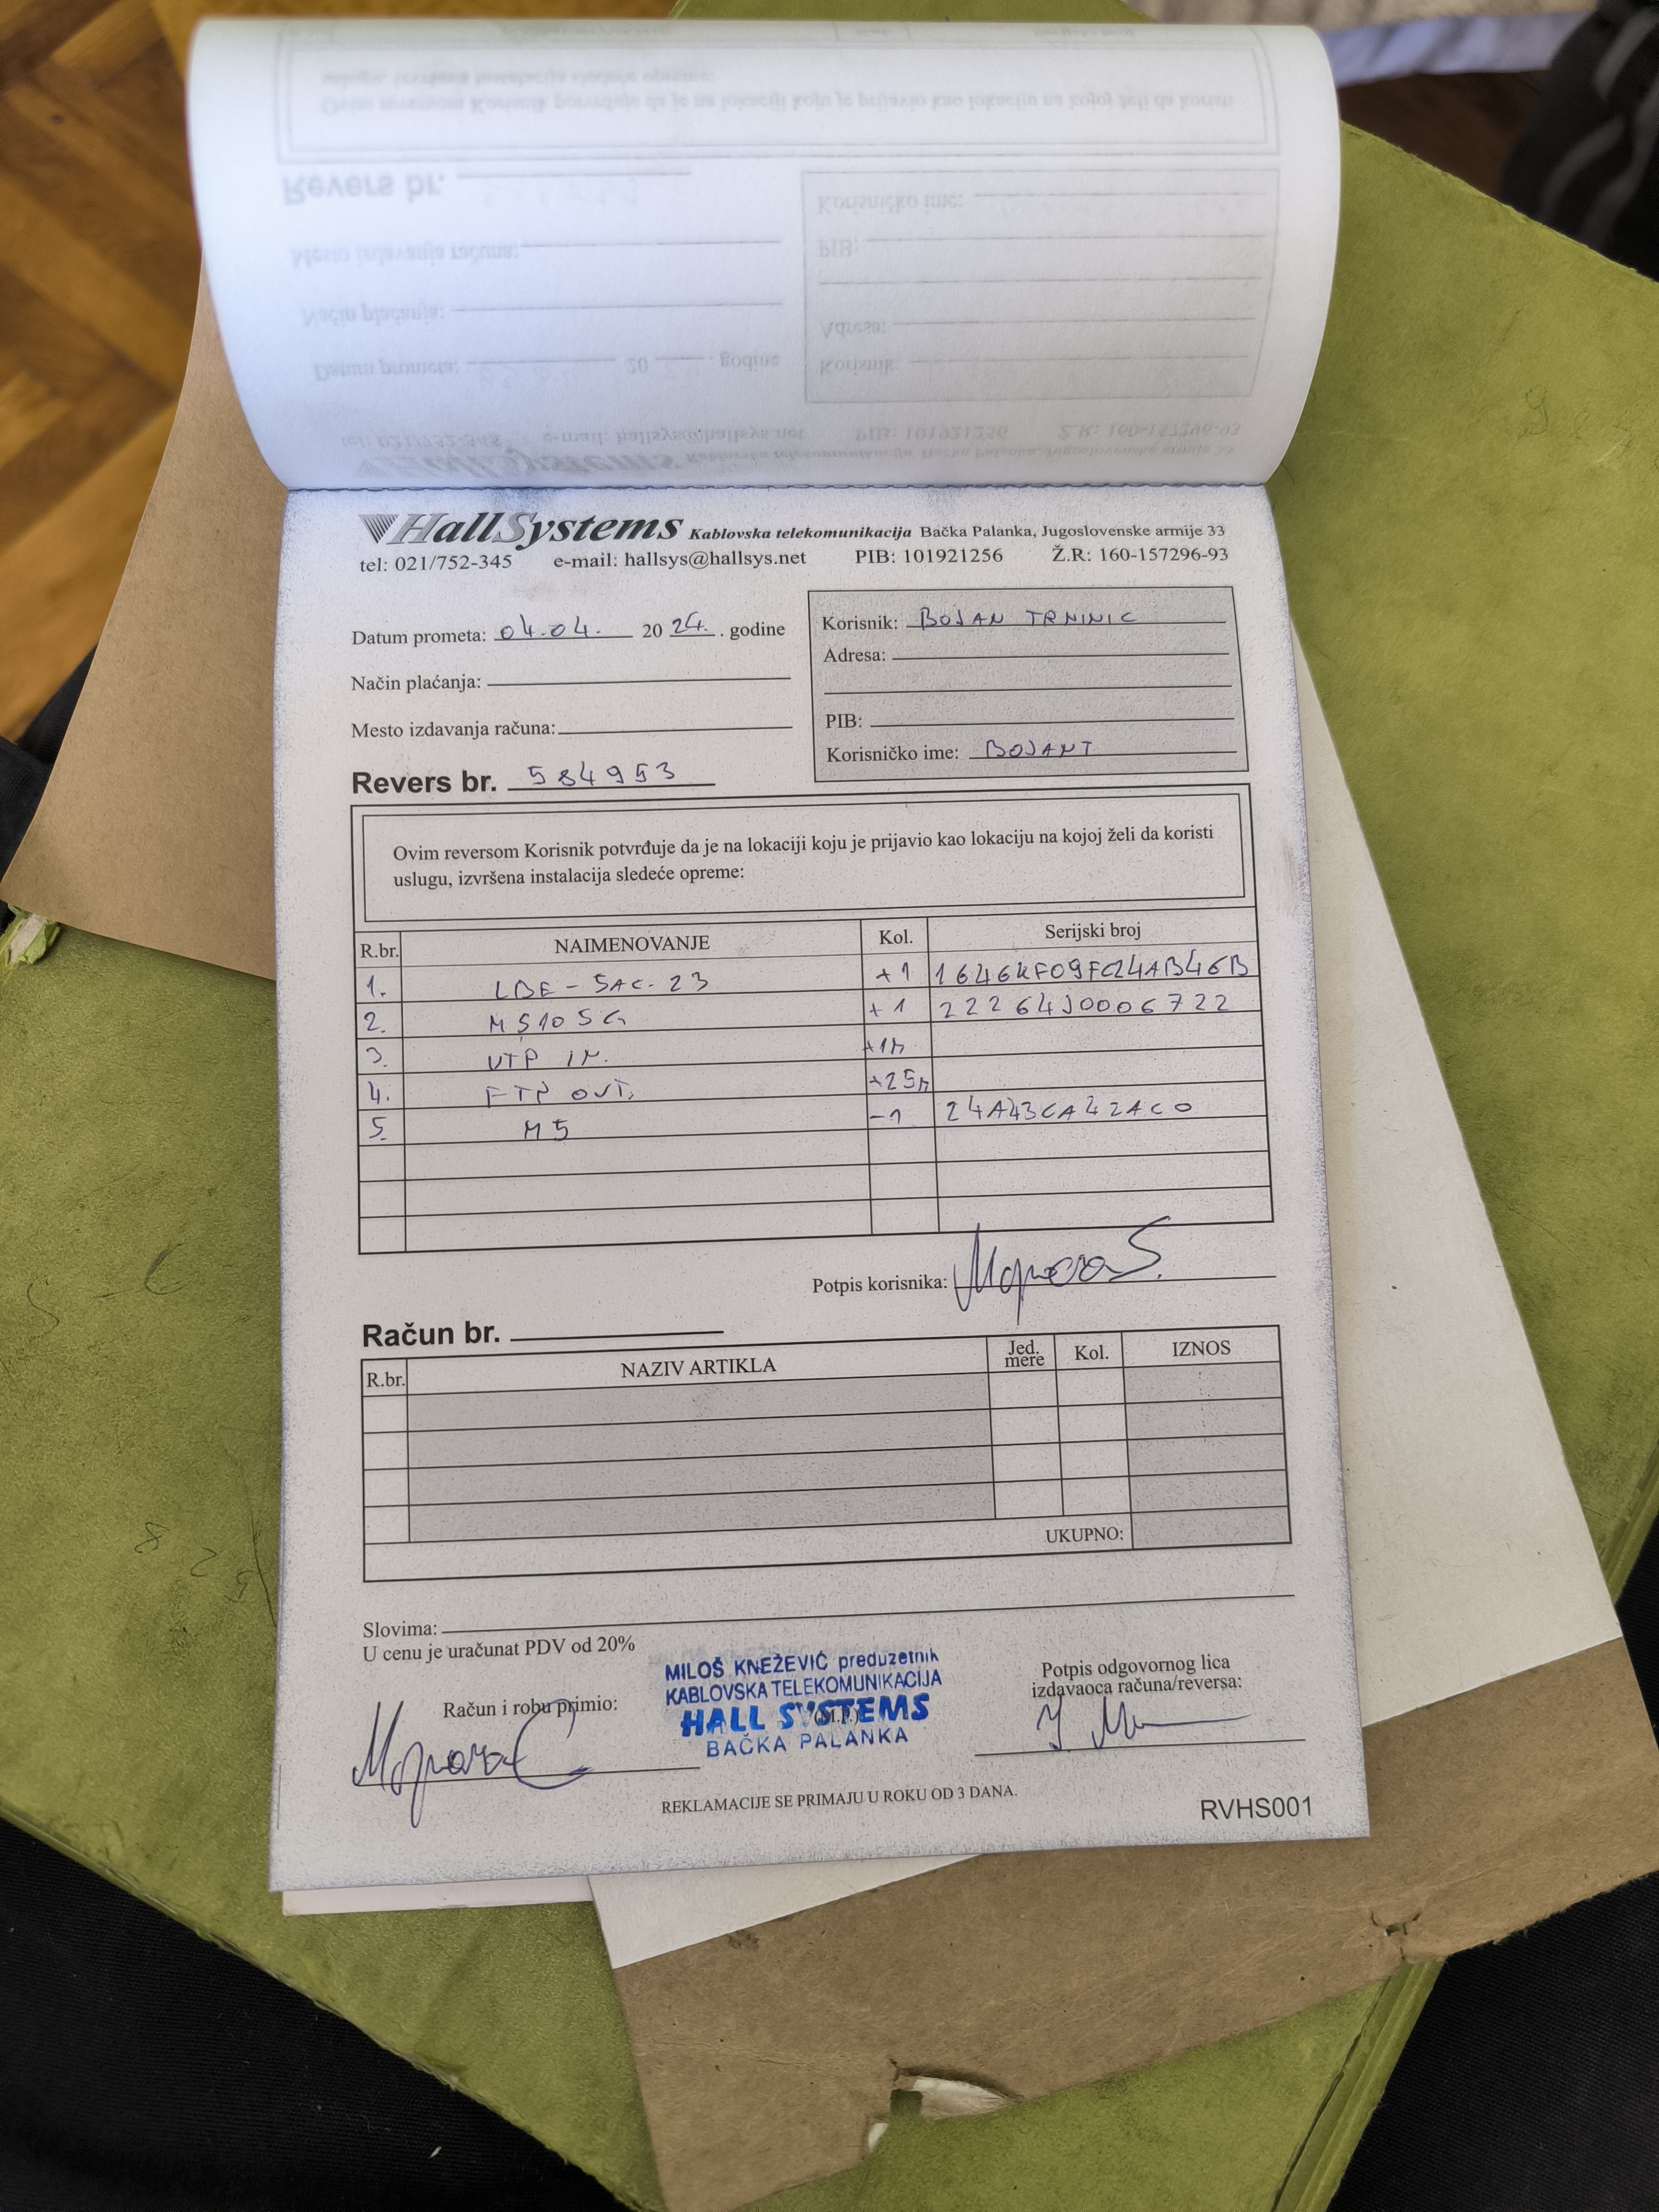 HallSystems Kablovska telekomunikacija Bačka Palanka, Jugoslovenske armije 33
tel: 021/752-345 e-mail: hallsys@hallsys.net PIB: 101921256 Ž.R: 160-157296-93
Datum prometa: 04.04. 20 24. . godine
Način plaćanja:
Mesto izdavanja računa:
Revers br. 584953
Korisnik: BOJAN TRNINIC
Adresa:
PIB:
Korisničko ime: BOJANT
Ovim reversom Korisnik potvrđuje da je na lokaciji koju je prijavio kao lokaciju na kojoj želi da koristi
uslugu, izvršena instalacija sledeće opreme:
R.br. NAIMENOVANJE Kol. Serijski broj
1. LBE - 5AC - 23 +1 1646KF09FC24AB46B
2. MS105G +1 22264J0006722
3. UTP IN. +1m
4. FTP OUT. +25m
5. M5 -1 24A43CA42AC0
Potpis korisnika:
Račun br.
R.br. NAZIV ARTIKLA Jed. mere Kol. IZNOS
UKUPNO:
Slovima:
U cenu je uračunat PDV od 20%
Račun i robu primio:
MILOŠ KNEŽEVIĆ preduzetnik
KABLOVSKA TELEKOMUNIKACIJA
HALL SYSTEMS
(M.P.)
BAČKA PALANKA
Potpis odgovornog lica
izdavaoca računa/reversa:
REKLAMACIJE SE PRIMAJU U ROKU OD 3 DANA.
RVHS001